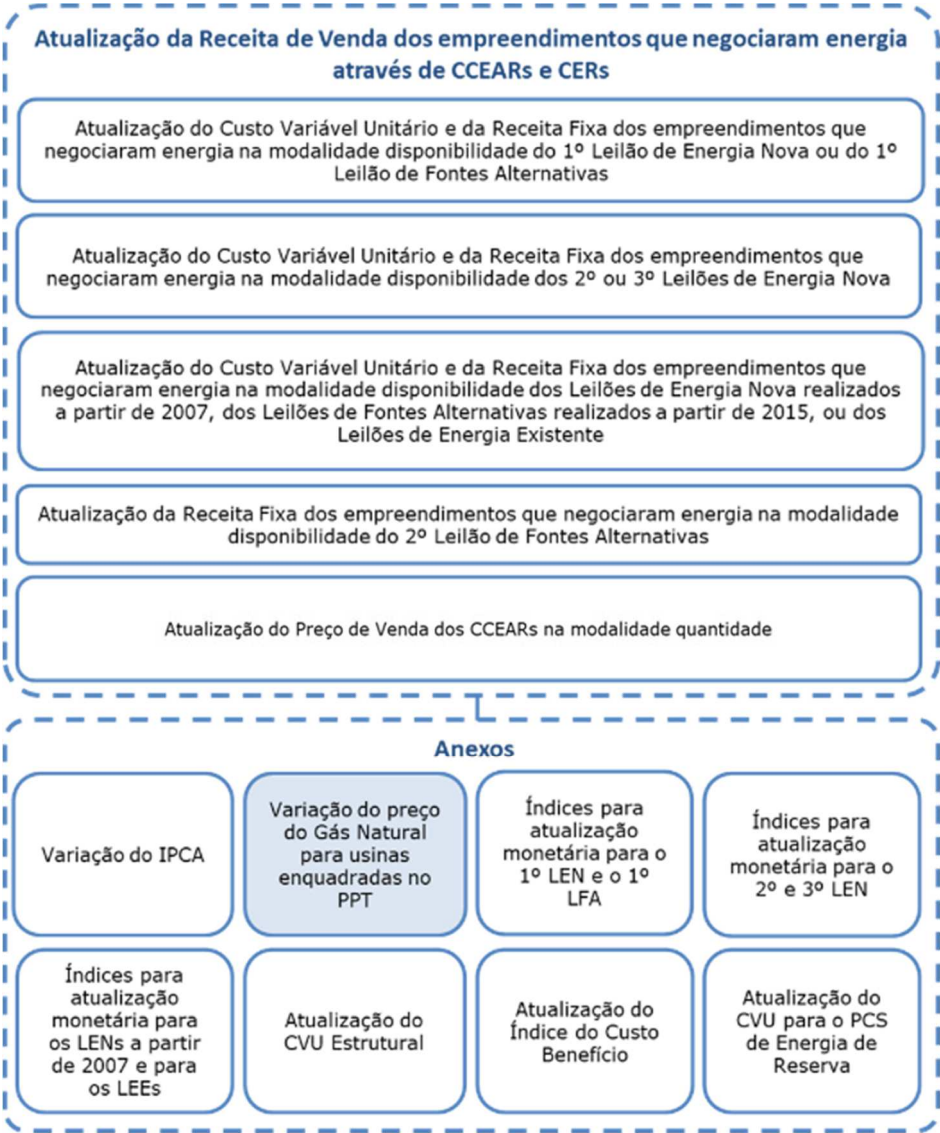 Atualização da Receita de Venda dos empreendimentos que negociaram energia
através de CCEARs e CERs
Atualização do Custo Variável Unitário e da Receita Fixa dos empreendimentos que
negociaram energia na modalidade disponibilidade do 1º Leilão de Energia Nova ou do 1º
Leilão de Fontes Alternativas
Atualização do Custo Variável Unitário e da Receita Fixa dos empreendimentos que
negociaram energia na modalidade disponibilidade dos 2º ou 3º Leilões de Energia Nova
Atualização do Custo Variável Unitário e da Receita Fixa dos empreendimentos que
negociaram energia na modalidade disponibilidade dos Leilões de Energia Nova realizados
a partir de 2007, dos Leilões de Fontes Alternativas realizados a partir de 2015, ou dos
Leilões de Energia Existente
Atualização da Receita Fixa dos empreendimentos que negociaram energia na modalidade
disponibilidade do 2º Leilão de Fontes Alternativas
Atualização do Preço de Venda dos CCEARs na modalidade quantidade
Anexos
Variação do IPCA
Variação do preço
do Gás Natural
para usinas
enquadradas no
PPT
Índices para
atualização
monetária para o
1º LEN e o 1º
LFA
Índices para
atualização
monetária para o
2º e 3º LEN
Índices para
atualização
monetária para
os LENs a partir
de 2007 e para
os LEEs
Atualização do
CVU Estrutural
Atualização do
Índice do Custo
Benefício
Atualização do
CVU para o PCS
de Energia de
Reserva